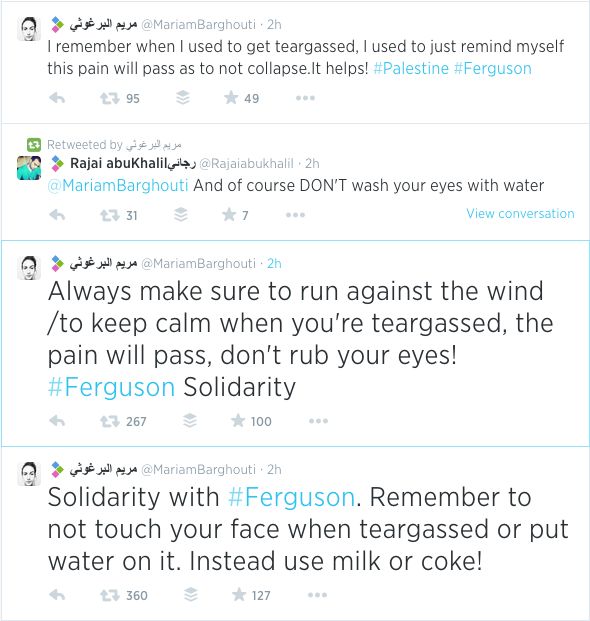 مريم البرغوثي @MariamBarghouti · 2h
I remember when I used to get teargassed, I used to just remind myself
this pain will pass as to not collapse.It helps! #Palestine #Ferguson
95 49
Retweeted by مريم البرغوثي
Rajai abuKhalilرجائي @Rajaiabukhalil · 2h
@MariamBarghouti And of course DON'T wash your eyes with water
31 7 View conversation
مريم البرغوثي @MariamBarghouti · 2h
Always make sure to run against the wind
/to keep calm when you're teargassed, the
pain will pass, don't rub your eyes!
#Ferguson Solidarity
267 100
مريم البرغوثي @MariamBarghouti · 2h
Solidarity with #Ferguson. Remember to
not touch your face when teargassed or put
water on it. Instead use milk or coke!
360 127